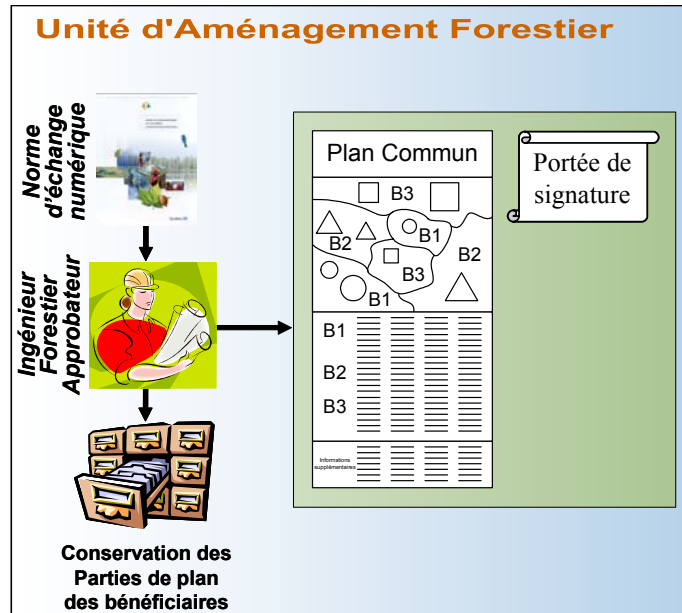 Unité d'Aménagement Forestier
Norme
d'échange
numérique
Ingénieur
Forestier
Approbateur
Conservation des
Parties de plan
des bénéficiaires
Plan Commun
B3
B1
B2
B2
B3
B1
B1
B2
B3
Informations
supplémentaires
Portée de
signature